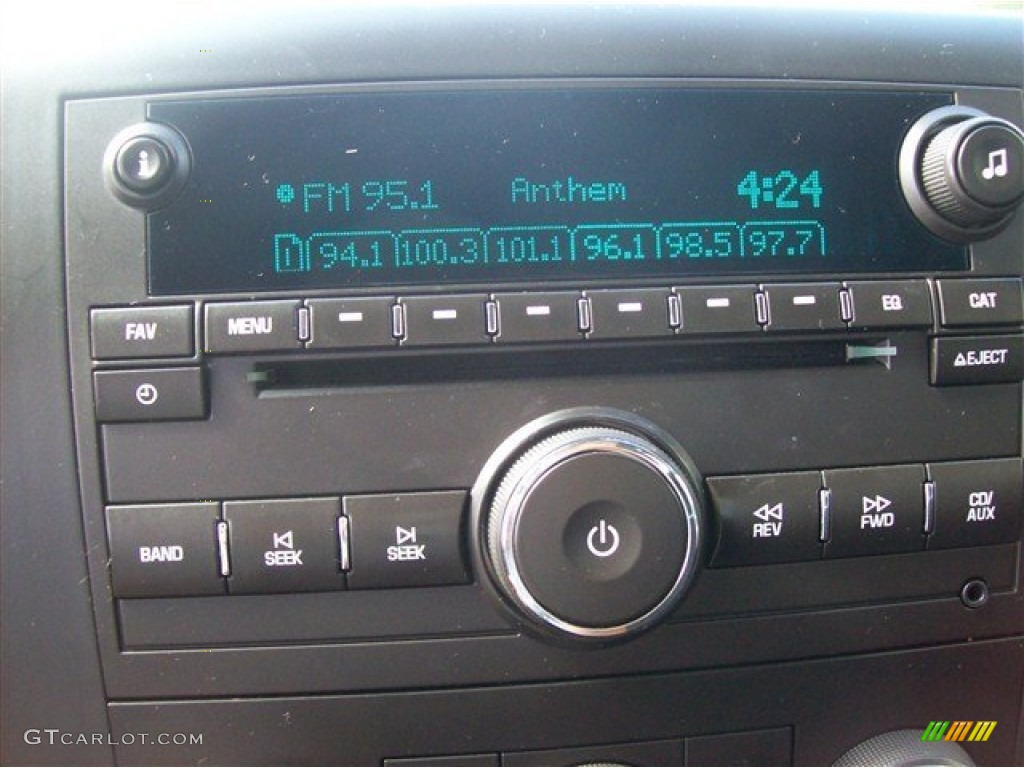 i FM 95.1 Anthem 4:24
1 94.1 100.3 101.1 96.1 98.5 97.7
FAV MENU EQ CAT
EJECT
BAND SEEK SEEK REV FWD CD/
AUX
GTCARLOT.COM